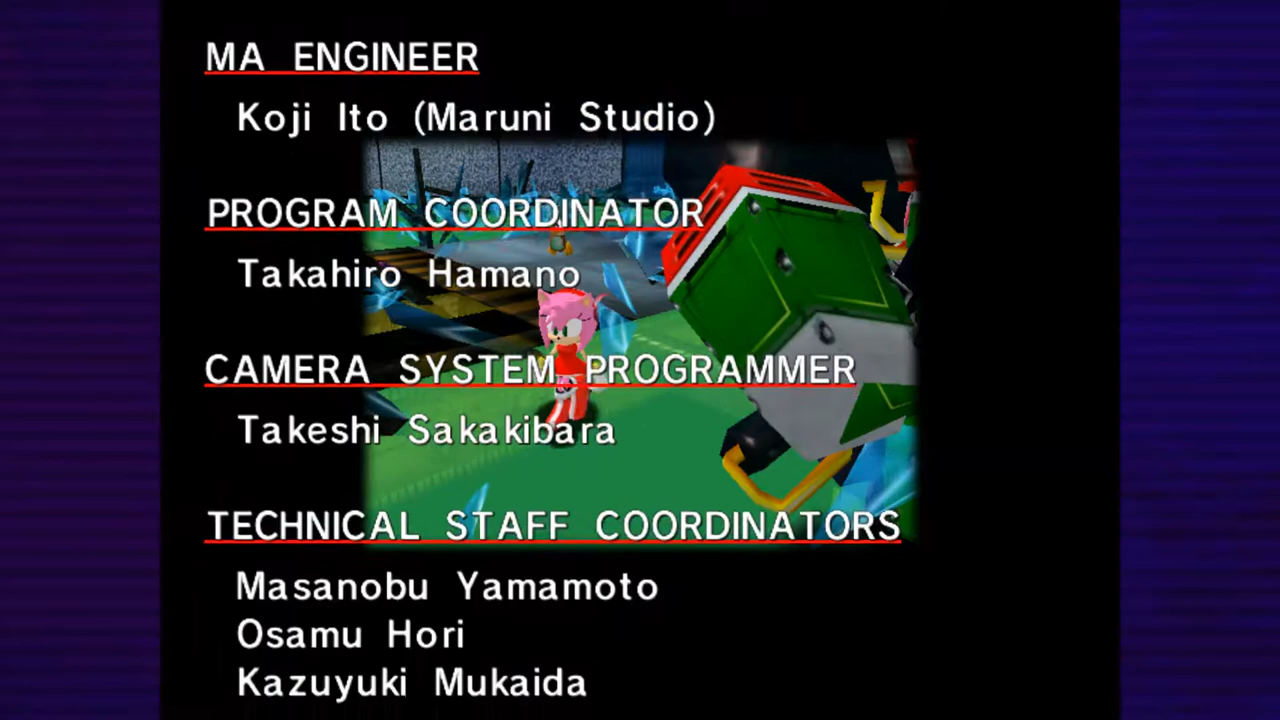 MA ENGINEER
Koji Ito (Maruni Studio)
PROGRAM COORDINATOR
Takahiro Hamano
CAMERA SYSTEM PROGRAMMER
Takeshi Sakakibara
TECHNICAL STAFF COORDINATORS
Masanobu Yamamoto
Osamu Hori
Kazuyuki Mukaida